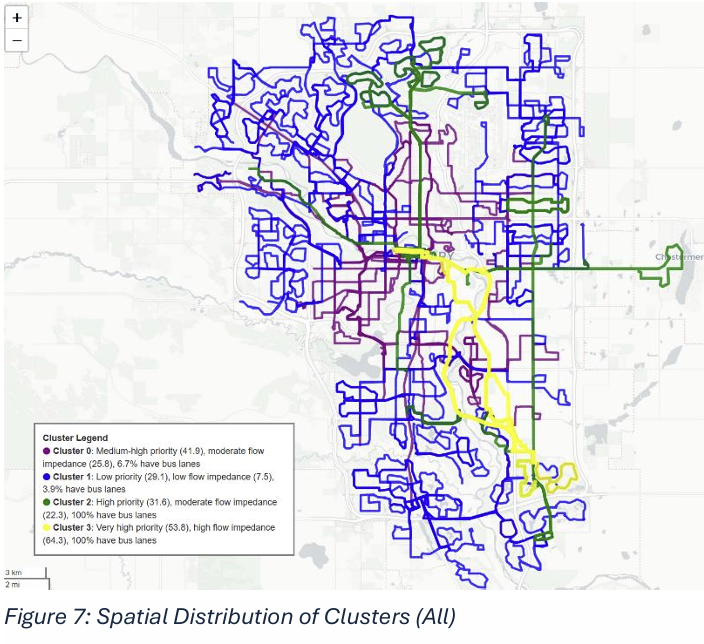 +
−
RY
Chestermer
Cluster Legend
Cluster 0: Medium-high priority (41.9), moderate flow
impedance (25.8), 6.7% have bus lanes
Cluster 1: Low priority (29.1), low flow impedance (7.5),
3.9% have bus lanes
Cluster 2: High priority (31.6), moderate flow impedance
(22.3), 100% have bus lanes
Cluster 3: Very high priority (53.8), high flow impedance
(64.3), 100% have bus lanes
3 km
2 mi
Figure 7: Spatial Distribution of Clusters (All)